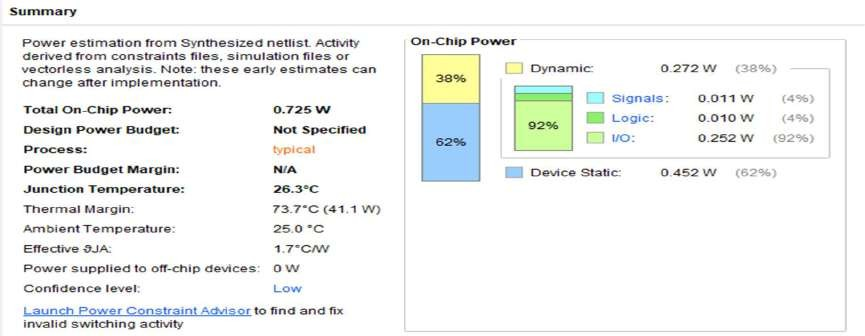 Summary
Power estimation from Synthesized netlist. Activity
derived from constraints files, simulation files or
vectorless analysis. Note: these early estimates can
change after implementation.
Total On-Chip Power: 0.725 W
Design Power Budget: Not Specified
Process: typical
Power Budget Margin: N/A
Junction Temperature: 26.3°C
Thermal Margin: 73.7°C (41.1 W)
Ambient Temperature: 25.0 °C
Effective ϑJA: 1.7°C/W
Power supplied to off-chip devices: 0 W
Confidence level: Low
Launch Power Constraint Advisor to find and fix
invalid switching activity
On-Chip Power
38%
62%
Dynamic: 0.272 W (38%)
92%
Signals: 0.011 W (4%)
Logic: 0.010 W (4%)
I/O: 0.252 W (92%)
Device Static: 0.452 W (62%)